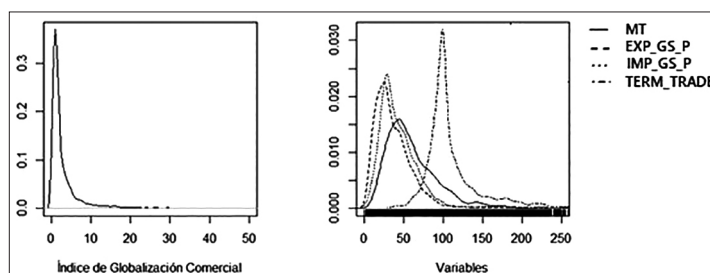 0.0 0.1 0.2 0.3
0 10 20 30 40 50
Índice de Globalización Comercial
0.000 0.010 0.020 0.030
0 50 100 150 200 250
Variables
MT
EXP_GS_P
IMP_GS_P
TERM_TRADE